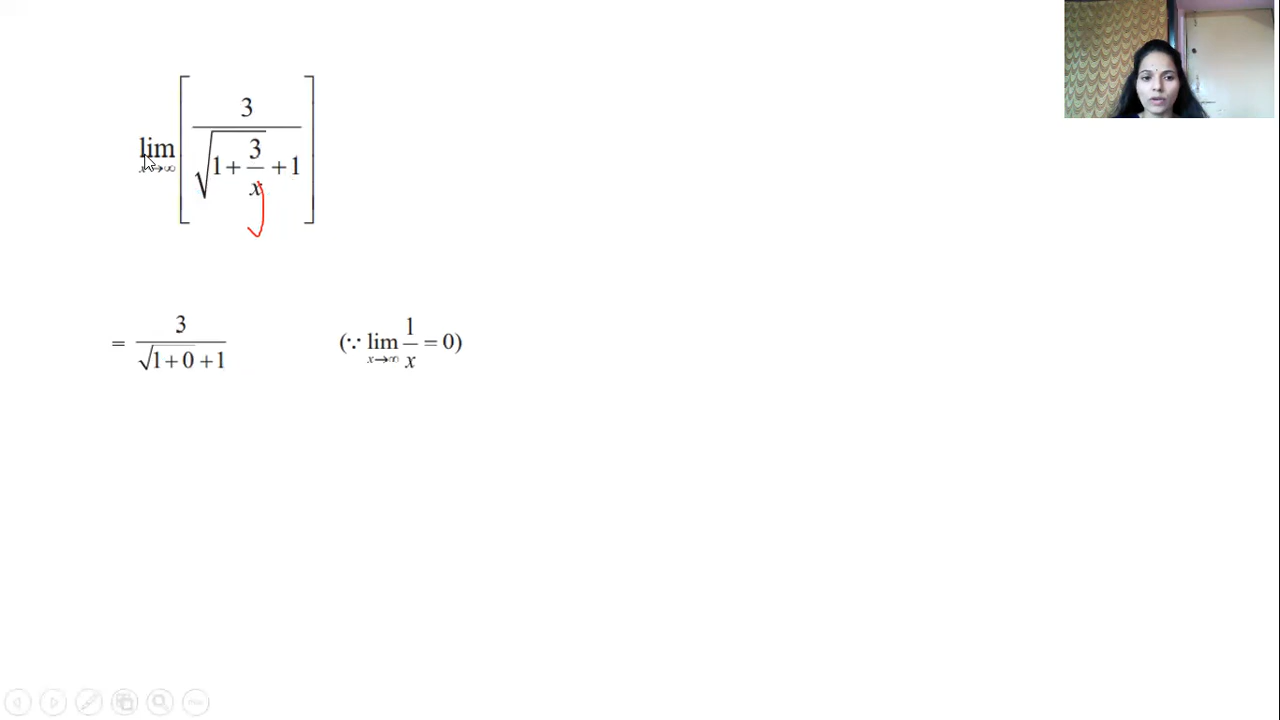 lim x→∞ [ 3 / (√(1 + 3/x) + 1) ]
= 3 / (√(1+0) + 1) (∵ lim x→∞ 1/x = 0)